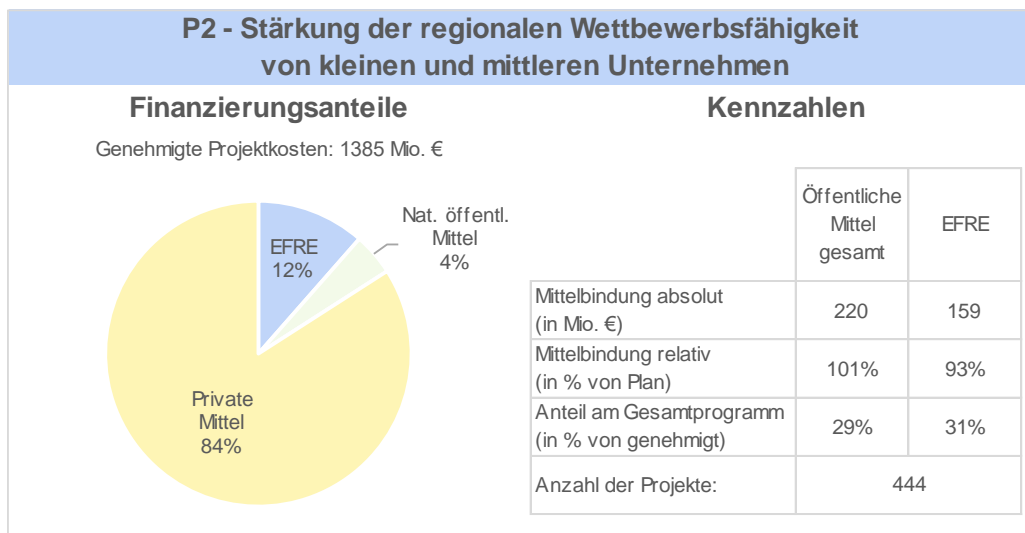 P2 - Stärkung der regionalen Wettbewerbsfähigkeit
von kleinen und mittleren Unternehmen
Finanzierungsanteile
Genehmigte Projektkosten: 1385 Mio. €
EFRE
12%
Nat. öffentl.
Mittel
4%
Private
Mittel
84%
Kennzahlen
Öffentliche
Mittel
gesamt
EFRE
Mittelbindung absolut
(in Mio. €)
220
159
Mittelbindung relativ
(in % von Plan)
101%
93%
Anteil am Gesamtprogramm
(in % von genehmigt)
29%
31%
Anzahl der Projekte:
444